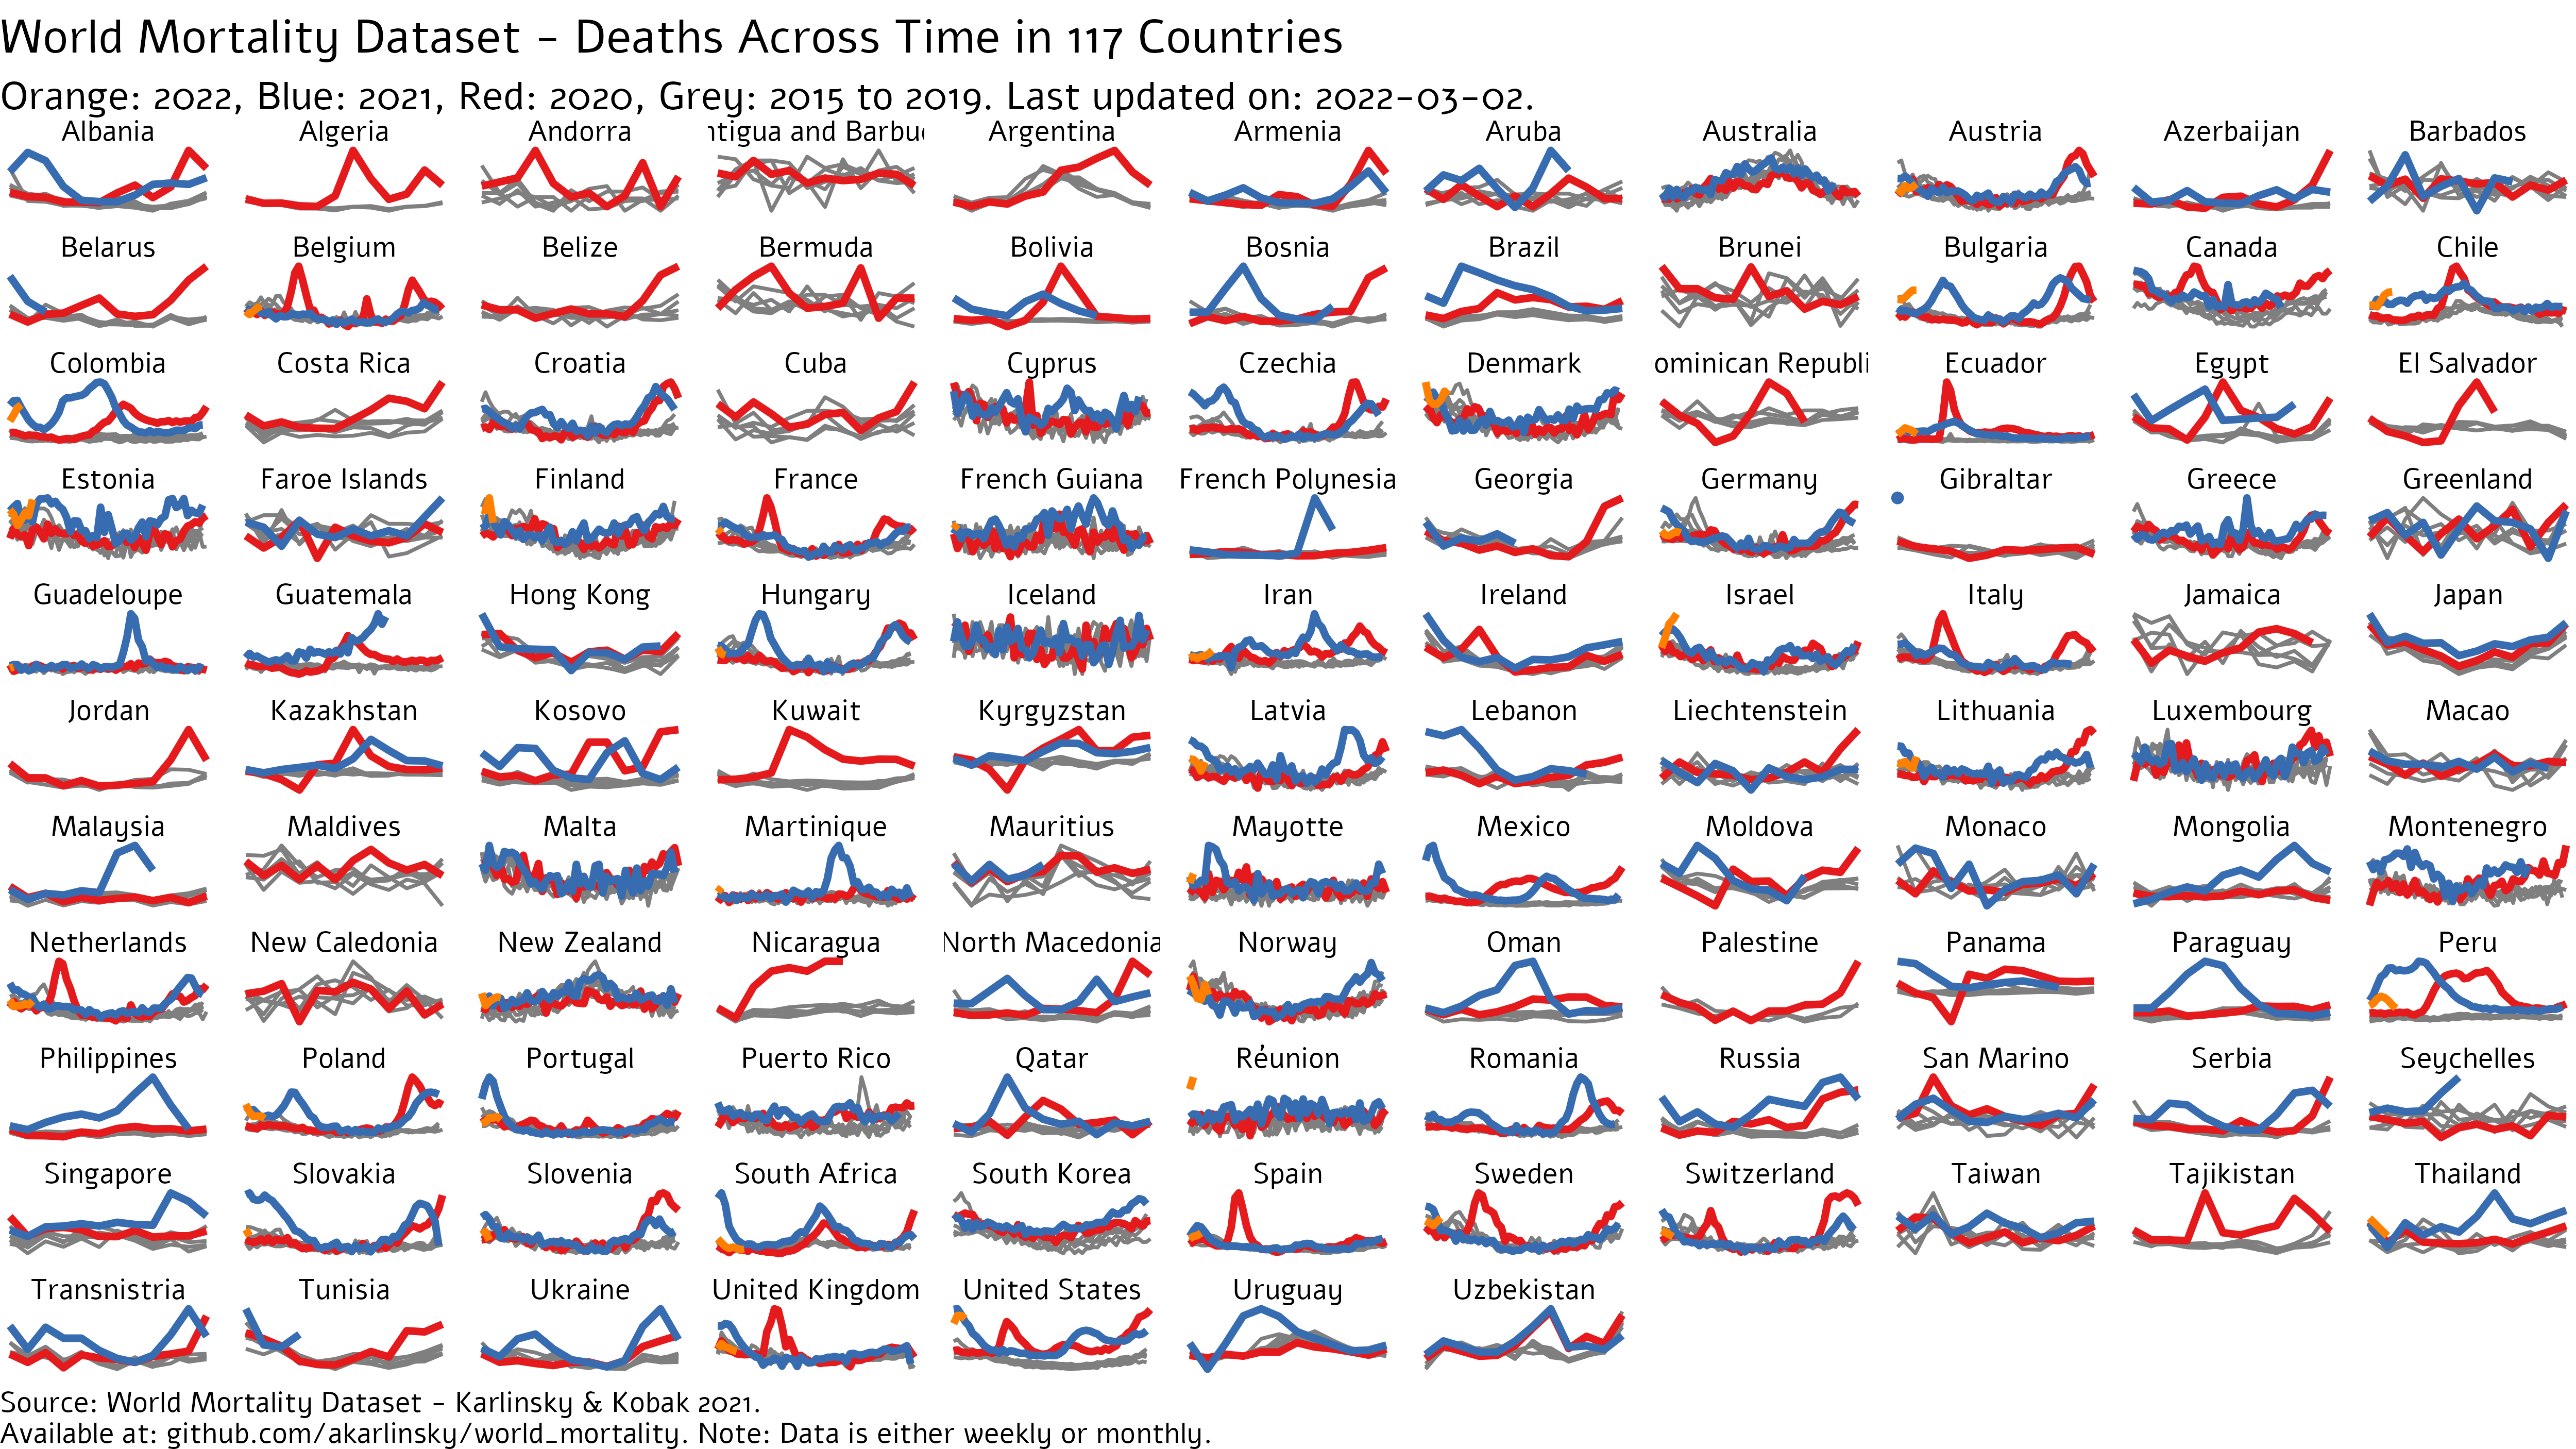 World Mortality Dataset - Deaths Across Time in 117 Countries
Orange: 2022, Blue: 2021, Red: 2020, Grey: 2015 to 2019. Last updated on: 2022-03-02.
Albania Algeria Andorra ntigua and Barbu Argentina Armenia Aruba Australia Austria Azerbaijan Barbados
Belarus Belgium Belize Bermuda Bolivia Bosnia Brazil Brunei Bulgaria Canada Chile
Colombia Costa Rica Croatia Cuba Cyprus Czechia Denmark ominican Republi Ecuador Egypt El Salvador
Estonia Faroe Islands Finland France French Guiana French Polynesia Georgia Germany Gibraltar Greece Greenland
Guadeloupe Guatemala Hong Kong Hungary Iceland Iran Ireland Israel Italy Jamaica Japan
Jordan Kazakhstan Kosovo Kuwait Kyrgyzstan Latvia Lebanon Liechtenstein Lithuania Luxembourg Macao
Malaysia Maldives Malta Martinique Mauritius Mayotte Mexico Moldova Monaco Mongolia Montenegro
Netherlands New Caledonia New Zealand Nicaragua North Macedonia Norway Oman Palestine Panama Paraguay Peru
Philippines Poland Portugal Puerto Rico Qatar Réunion Romania Russia San Marino Serbia Seychelles
Singapore Slovakia Slovenia South Africa South Korea Spain Sweden Switzerland Taiwan Tajikistan Thailand
Transnistria Tunisia Ukraine United Kingdom United States Uruguay Uzbekistan
Source: World Mortality Dataset - Karlinsky & Kobak 2021.
Available at: github.com/akarlinsky/world_mortality. Note: Data is either weekly or monthly.